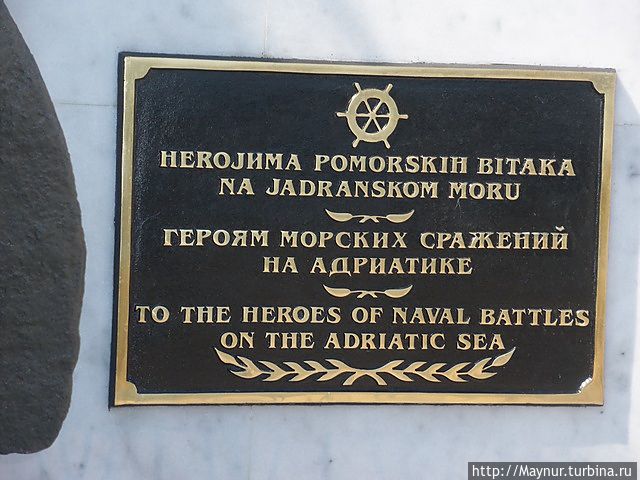 HEROJIMA POMORSKIH BITAKA
NA JADRANSKOM MORU
ГЕРОЯМ МОРСКИХ СРАЖЕНИЙ
НА АДРИАТИКЕ
TO THE HEROES OF NAVAL BATTLES
ON THE ADRIATIC SEA
http://Maynur.turbina.ru